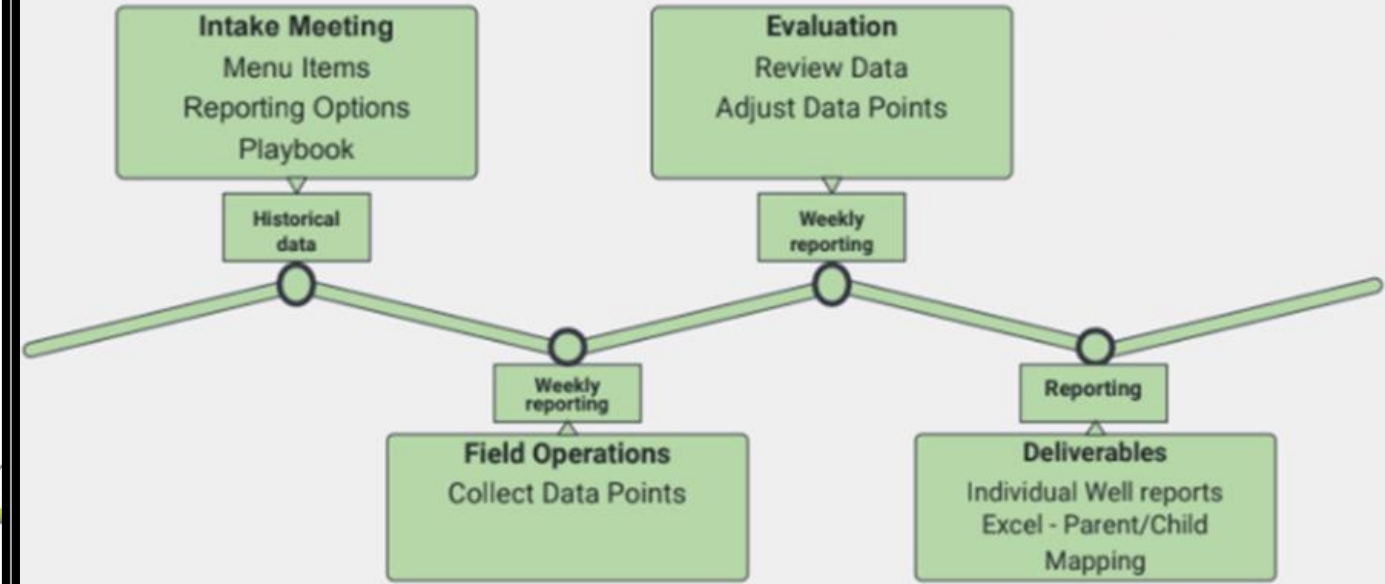 Intake Meeting
Menu Items
Reporting Options
Playbook
Historical
data
Weekly
reporting
Field Operations
Collect Data Points
Evaluation
Review Data
Adjust Data Points
Weekly
reporting
Reporting
Deliverables
Individual Well reports
Excel - Parent/Child
Mapping